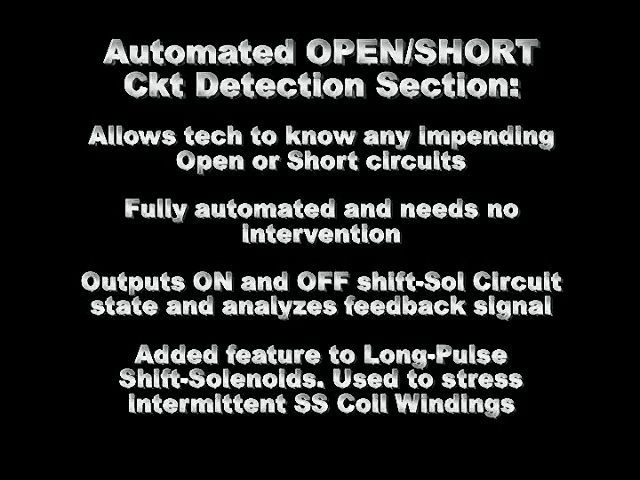 Automated OPEN/SHORT
Ckt Detection Section:
Allows tech to know any impending
Open or Short circuits
Fully automated and needs no
intervention
Outputs ON and OFF shift-Sol Circuit
state and analyzes feedback signal
Added feature to Long-Pulse
Shift-Solenoids. Used to stress
intermittent SS Coil Windings